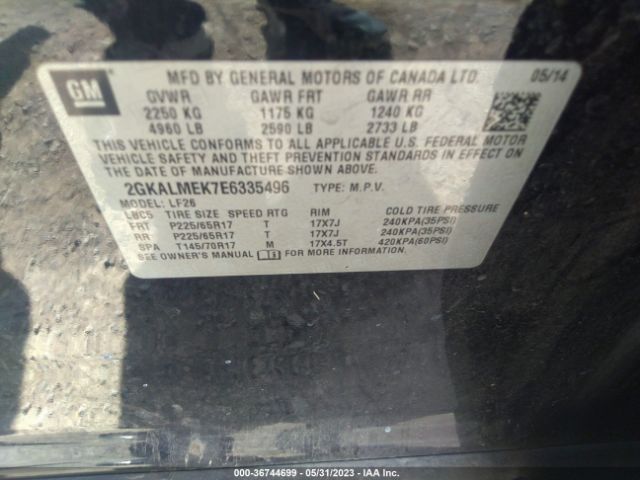 GM
MFD BY GENERAL MOTORS OF CANADA LTD. 05/14
GVWR GAWR FRT GAWR RR
2250 KG 1175 KG 1240 KG
4960 LB 2590 LB 2733 LB
THIS VEHICLE CONFORMS TO ALL APPLICABLE U.S. FEDERAL MOTOR
VEHICLE SAFETY AND THEFT PREVENTION STANDARDS IN EFFECT ON
THE DATE OF MANUFACTURE SHOWN ABOVE.
2GKALMEK7E6335496 TYPE: M.P.V.
MODEL: LF26
LBC5 TIRE SIZE SPEED RTG RIM COLD TIRE PRESSURE
FRT P225/65R17 T 17X7J 240KPA(35PSI)
RR P225/65R17 T 17X7J 240KPA(35PSI)
SPA T145/70R17 M 17X4.5T 420KPA(60PSI)
SEE OWNER'S MANUAL FOR MORE INFORMATION.
000-36744699 - 05/31/2023 - IAA Inc.